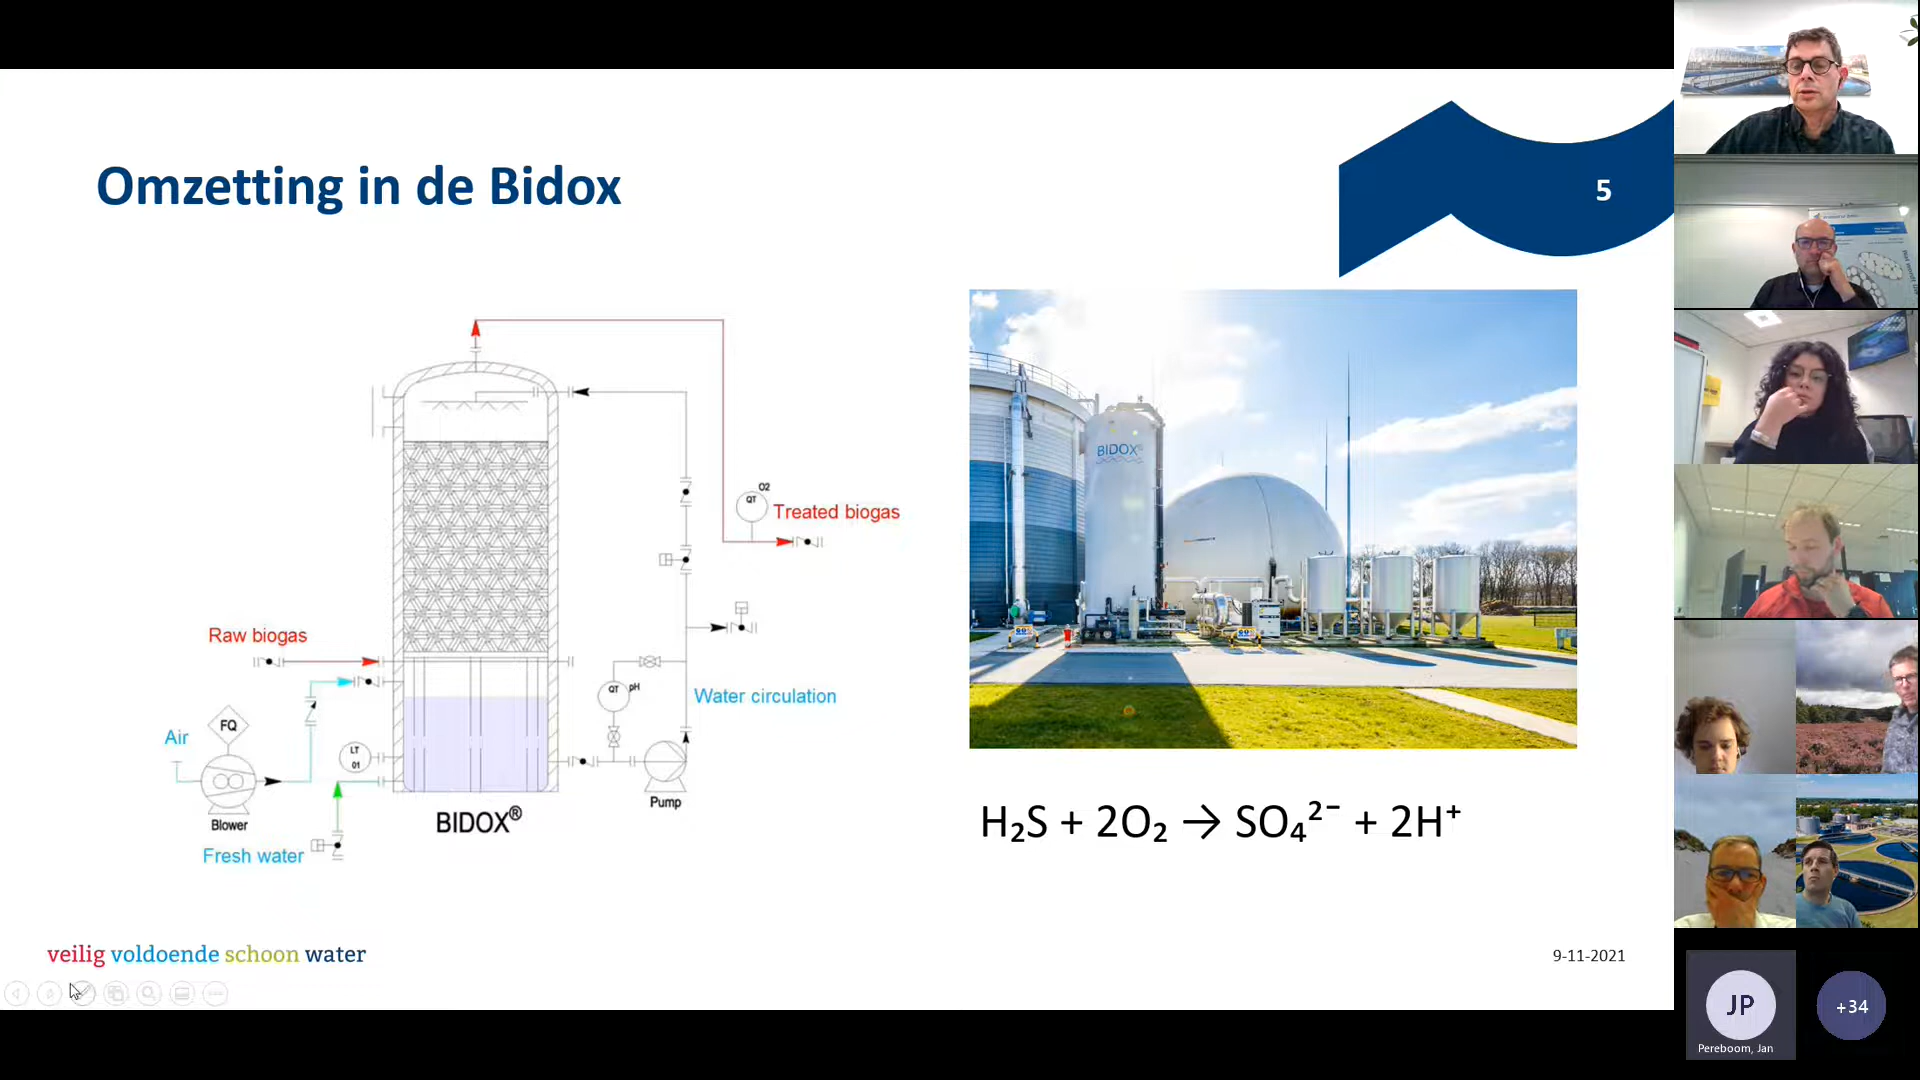 Omzetting in de Bidox
5
O2
QT
Treated biogas
Raw biogas
QT
pH
Water circulation
Air
FQ
LT
01
Blower
BIDOX®
Pump
Fresh water
BIDOX®
H₂S + 2O₂ → SO₄²⁻ + 2H⁺
veilig voldoende schoon water
9-11-2021
JP
Pereboom, Jan
+34